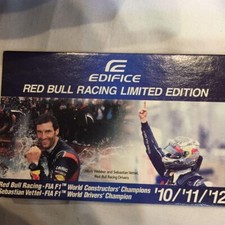 EDIFICE
RED BULL RACING LIMITED EDITION
Mark Webber and Sebastian Vettel
Red Bull Racing Drivers
Red Bull Racing - FIA F1™ World Constructors' Champions
Sebastian Vettel - FIA F1™ World Drivers' Champion
'10/'11/'12